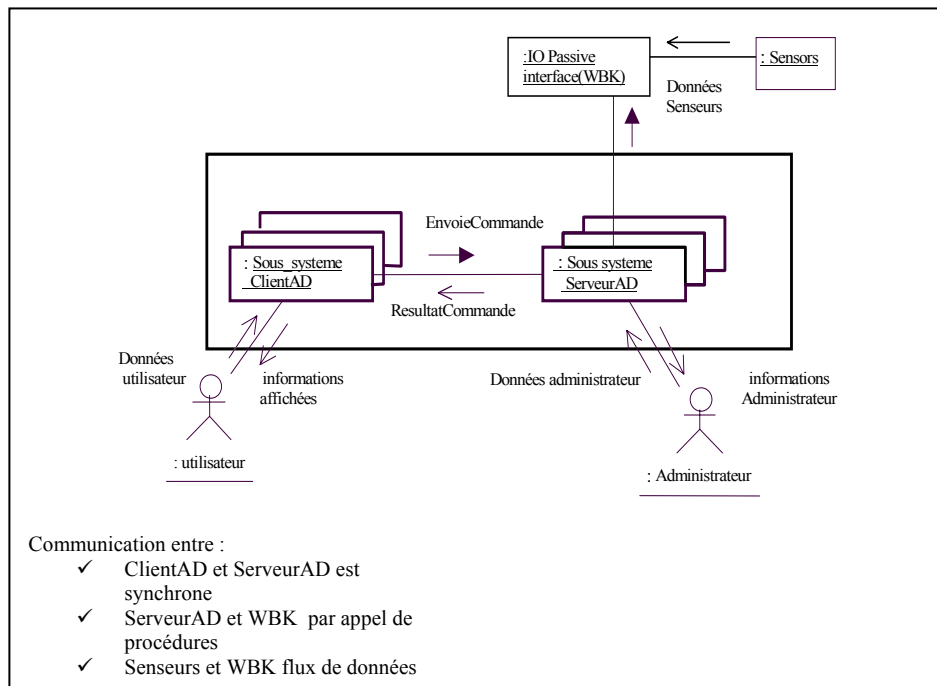 :IO Passive
interface(WBK)
: Sensors
Données
Senseurs
EnvoieCommande
: Sous_systeme
_ClientAD
: Sous systeme
_ServeurAD
ResultatCommande
Données
utilisateur
informations
affichées
Données administrateur
informations
Administrateur
: utilisateur
: Administrateur
Communication entre :
✓ ClientAD et ServeurAD est
synchrone
✓ ServeurAD et WBK par appel de
procédures
✓ Senseurs et WBK flux de données